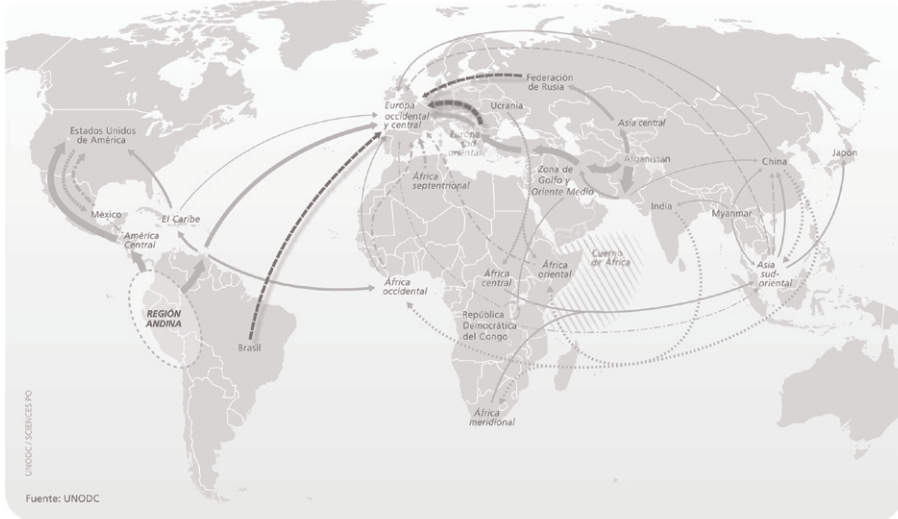 Estados Unidos
de América
México
El Caribe
América
Central
REGIÓN
ANDINA
Brasil
Europa
occidental
y central
Federación
de Rusia
Ucrania
Europa
sud
oriental
Asia central
Afganistán
Zona de
Golfo y
Oriente Medio
China
Japón
India
Myanmar
Asia
sud-
oriental
África
septentrional
África
occidental
África
central
África
oriental
Cuerno
de África
República
Democrática
del Congo
África
meridional
UNODC / SCIENCES PO
Fuente: UNODC